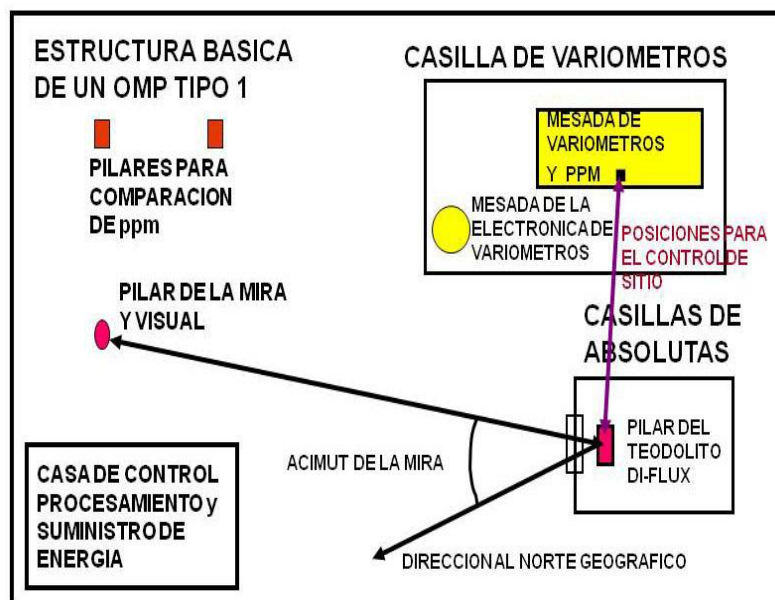 ESTRUCTURA BASICA
DE UN OMP TIPO 1
PILARES PARA
COMPARACION
DE ppm
CASILLA DE VARIOMETROS
MESADA DE
VARIOMETROS
Y PPM
MESADA DE LA
ELECTRONICA DE
VARIOMETROS
POSICIONES PARA
EL CONTROL DE
SITIO
PILAR DE LA MIRA
Y VISUAL
CASILLAS DE
ABSOLUTAS
PILAR DEL
TEODOLITO
DI-FLUX
ACIMUT DE LA MIRA
CASA DE CONTROL
PROCESAMIENTO y
SUMINISTRO DE
ENERGIA
DIRECCION AL NORTE GEOGRAFICO